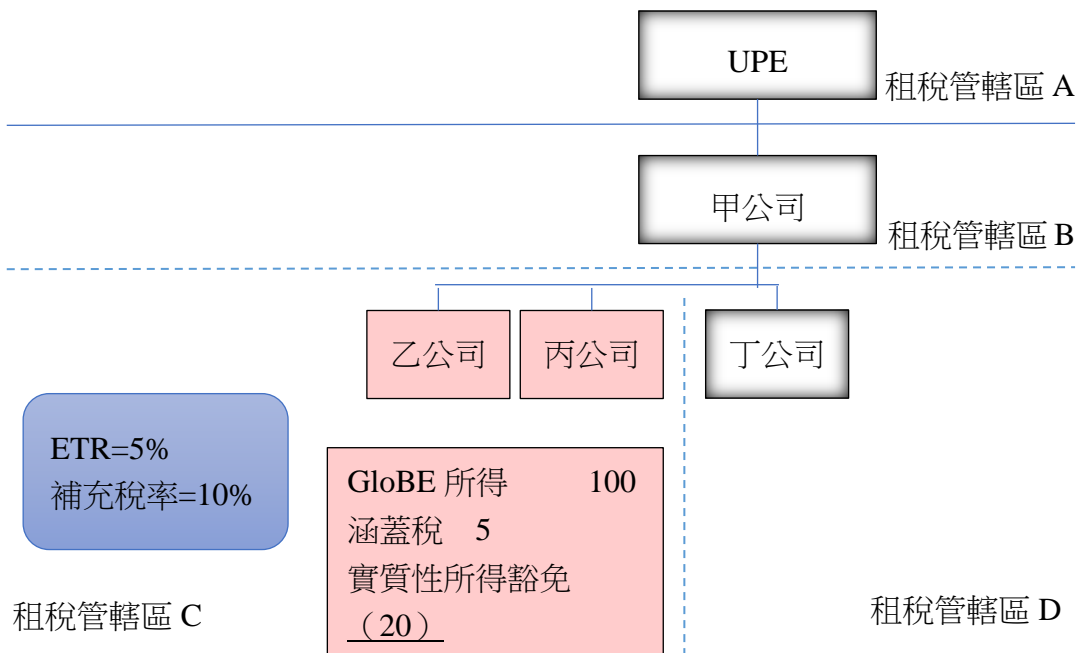 UPE
租稅管轄區 A
甲公司
租稅管轄區 B
乙公司
丙公司
丁公司
ETR=5%
補充稅率=10%
GloBE 所得 100
涵蓋稅 5
實質性所得豁免
（20）
租稅管轄區 C
租稅管轄區 D